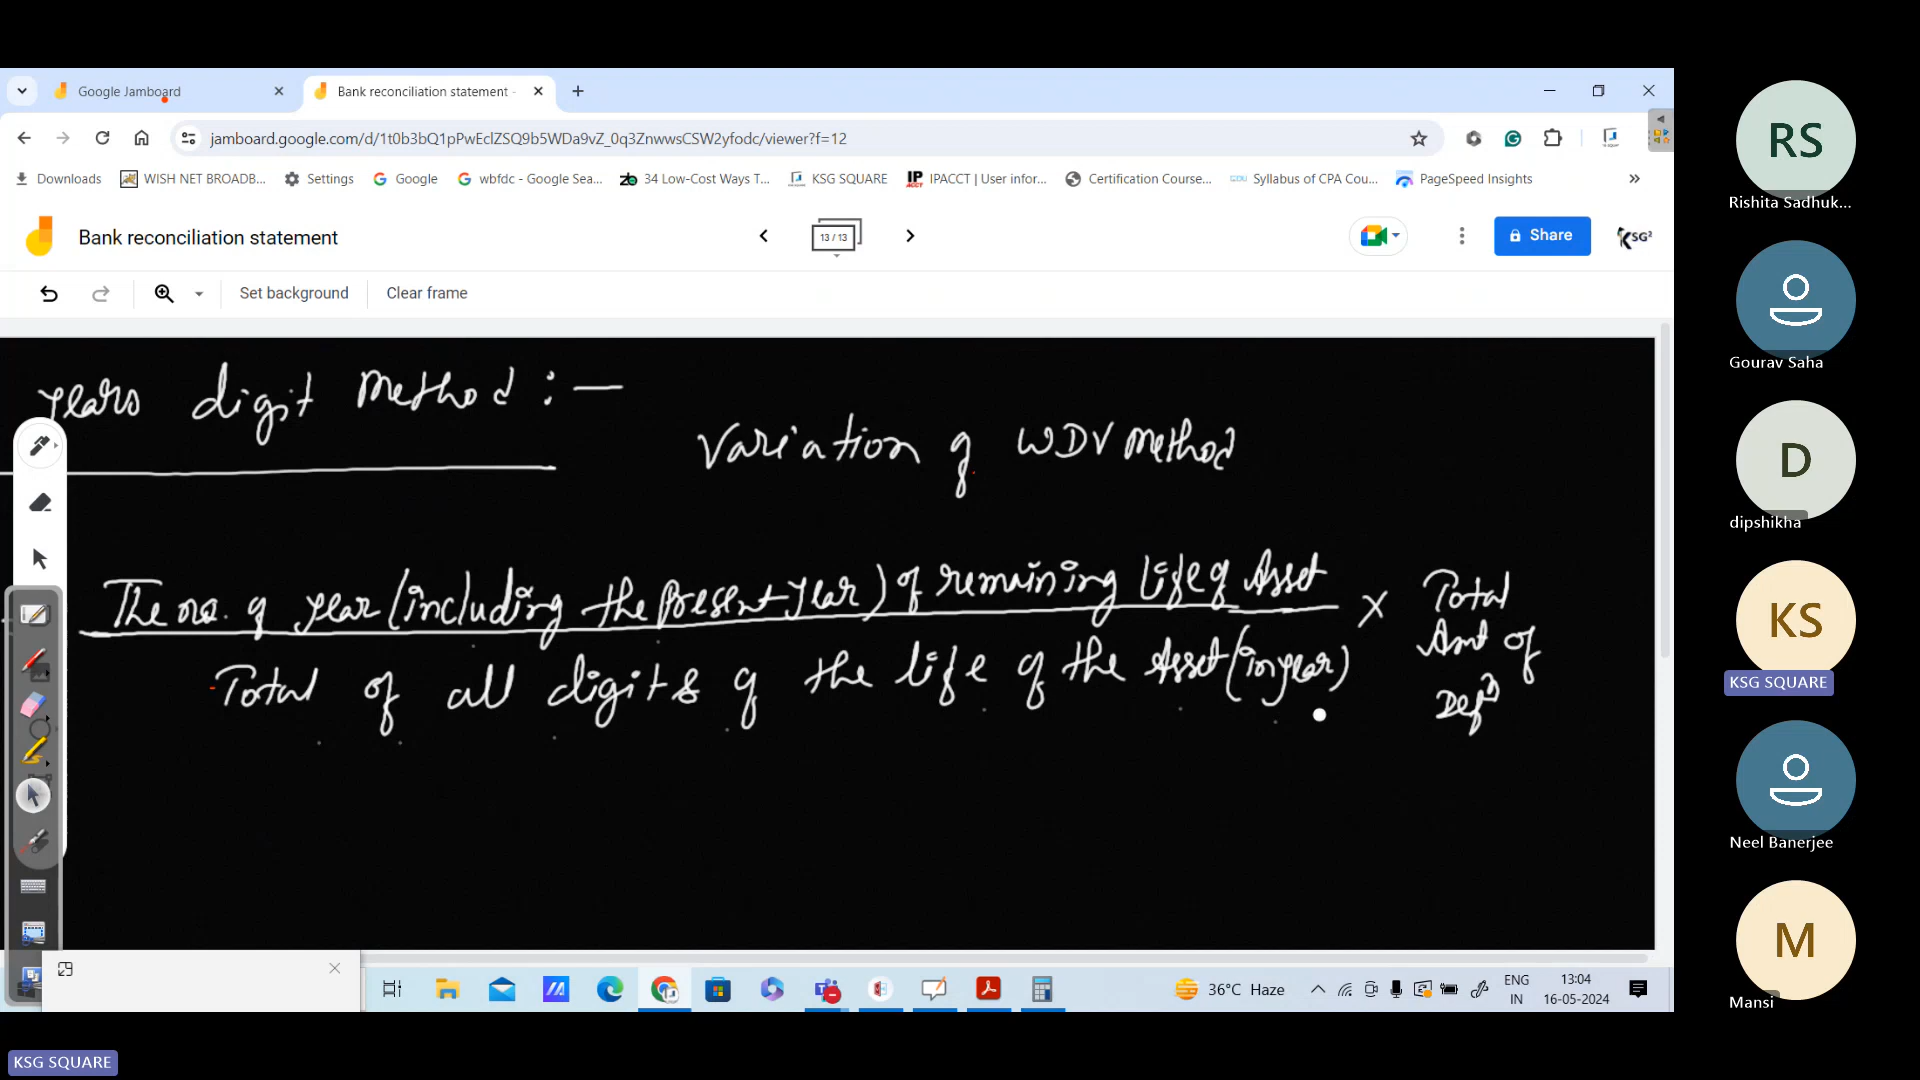 Google Jamboard
Bank reconciliation statement -
jamboard.google.com/d/1t0b3bQ1pPwEclZSQ9b5WDa9vZ_0q3ZnwwsCSW2yfodc/viewer?f=12
Downloads WISH NET BROADB... Settings Google wbfdc - Google Sea... 34 Low-Cost Ways T... KSG SQUARE IPACCT | User infor... Certification Course... Syllabus of CPA Cou... PageSpeed Insights
Bank reconciliation statement
13 / 13
Share
KSG²
Set background Clear frame
years digit Method : —
Variation of WDV Method
The no. of year (including the present year) of remaining life of Asset
×
Total
Amt of
Depn
Total of all digits of the life of the Asset (in year)
36°C Haze
ENG
IN
13:04
16-05-2024
RS
Rishita Sadhuk...
Gourav Saha
D
dipshikha
KS
KSG SQUARE
Neel Banerjee
M
Mansi
KSG SQUARE